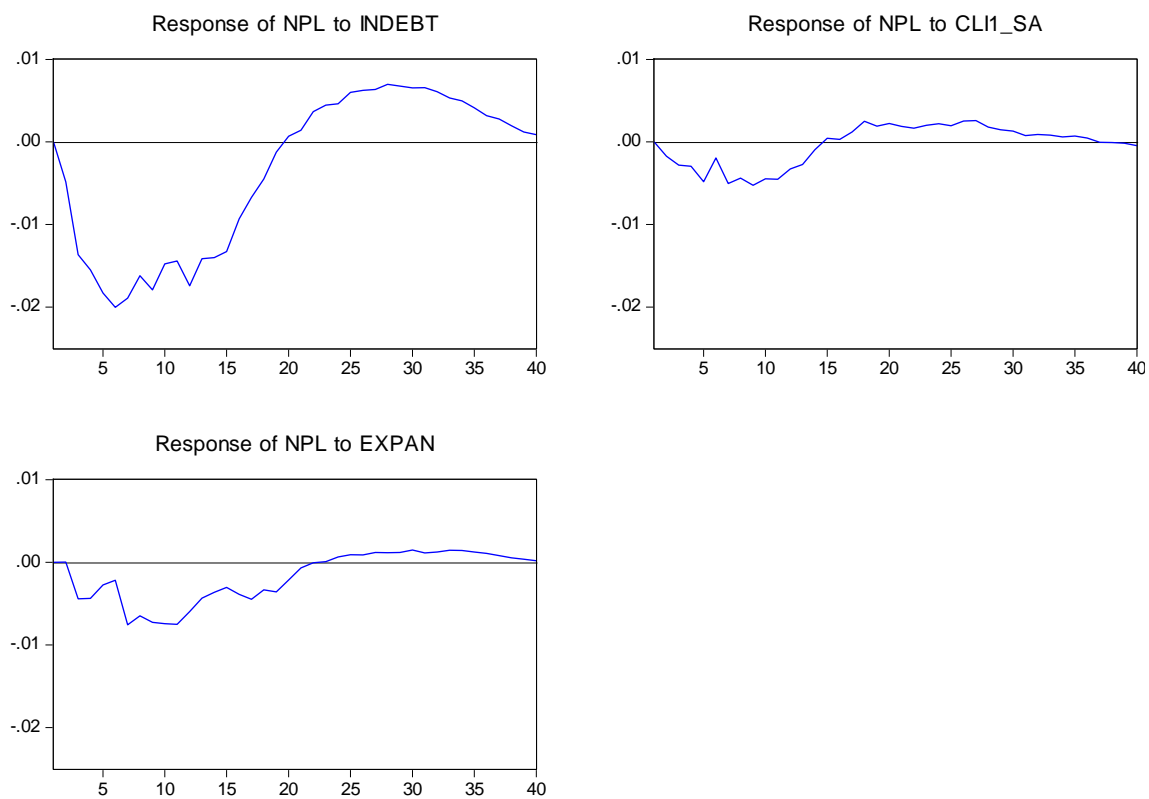 Response of NPL to INDEBT
.01
.00
-.01
-.02
5 10 15 20 25 30 35 40
Response of NPL to CLI1_SA
.01
.00
-.01
-.02
5 10 15 20 25 30 35 40
Response of NPL to EXPAN
.01
.00
-.01
-.02
5 10 15 20 25 30 35 40